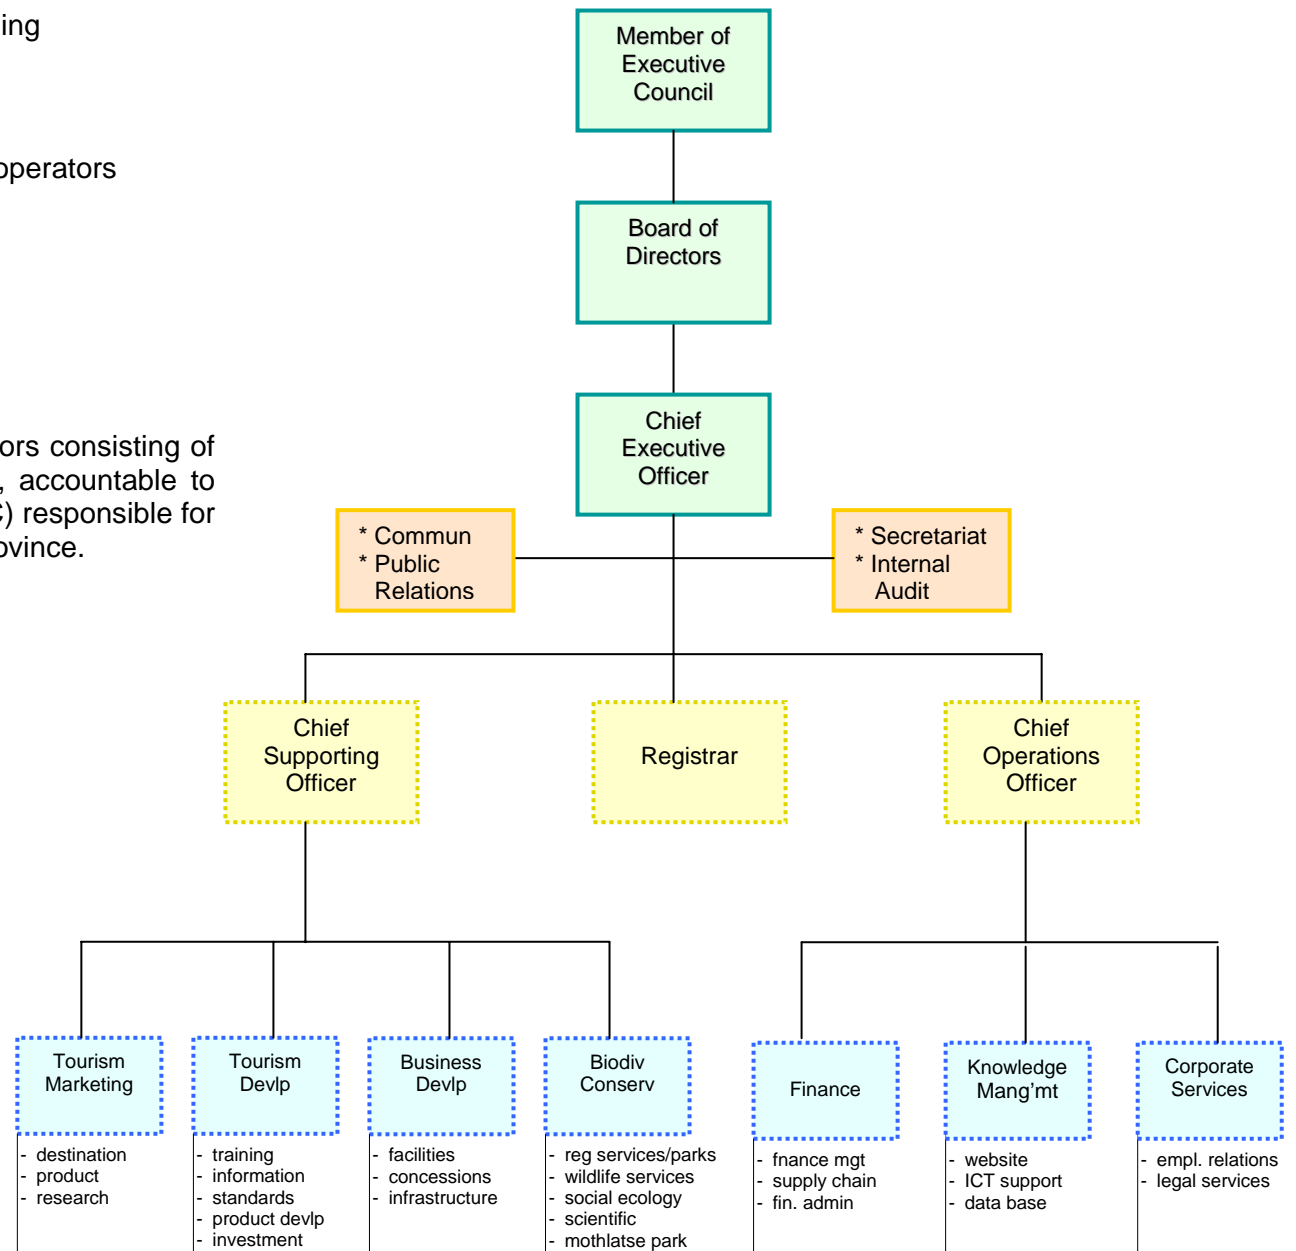 ing
operators
ors consisting of
, accountable to
C) responsible for
ovince.
Member of
Executive
Council
Board of
Directors
Chief
Executive
Officer
* Commun
* Public
Relations
* Secretariat
* Internal
Audit
Chief
Supporting
Officer
Registrar
Chief
Operations
Officer
Tourism
Marketing
- destination
- product
- research
Tourism
Devlp
- training
- information
- standards
- product devlp
- investment
Business
Devlp
- facilities
- concessions
- infrastructure
Biodiv
Conserv
- reg services/parks
- wildlife services
- social ecology
- scientific
- mothlatse park
Finance
- fnance mgt
- supply chain
- fin. admin
Knowledge
Mang’mt
- website
- ICT support
- data base
Corporate
Services
- empl. relations
- legal services